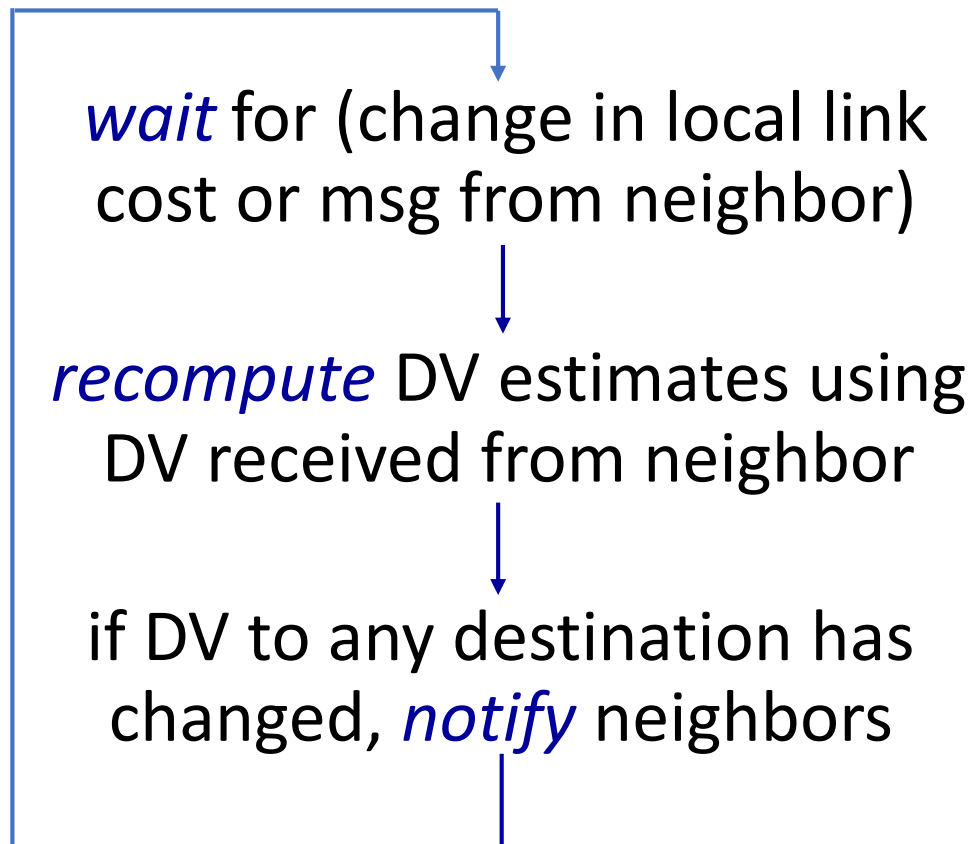 wait for (change in local link
cost or msg from neighbor)
recompute DV estimates using
DV received from neighbor
if DV to any destination has
changed, notify neighbors